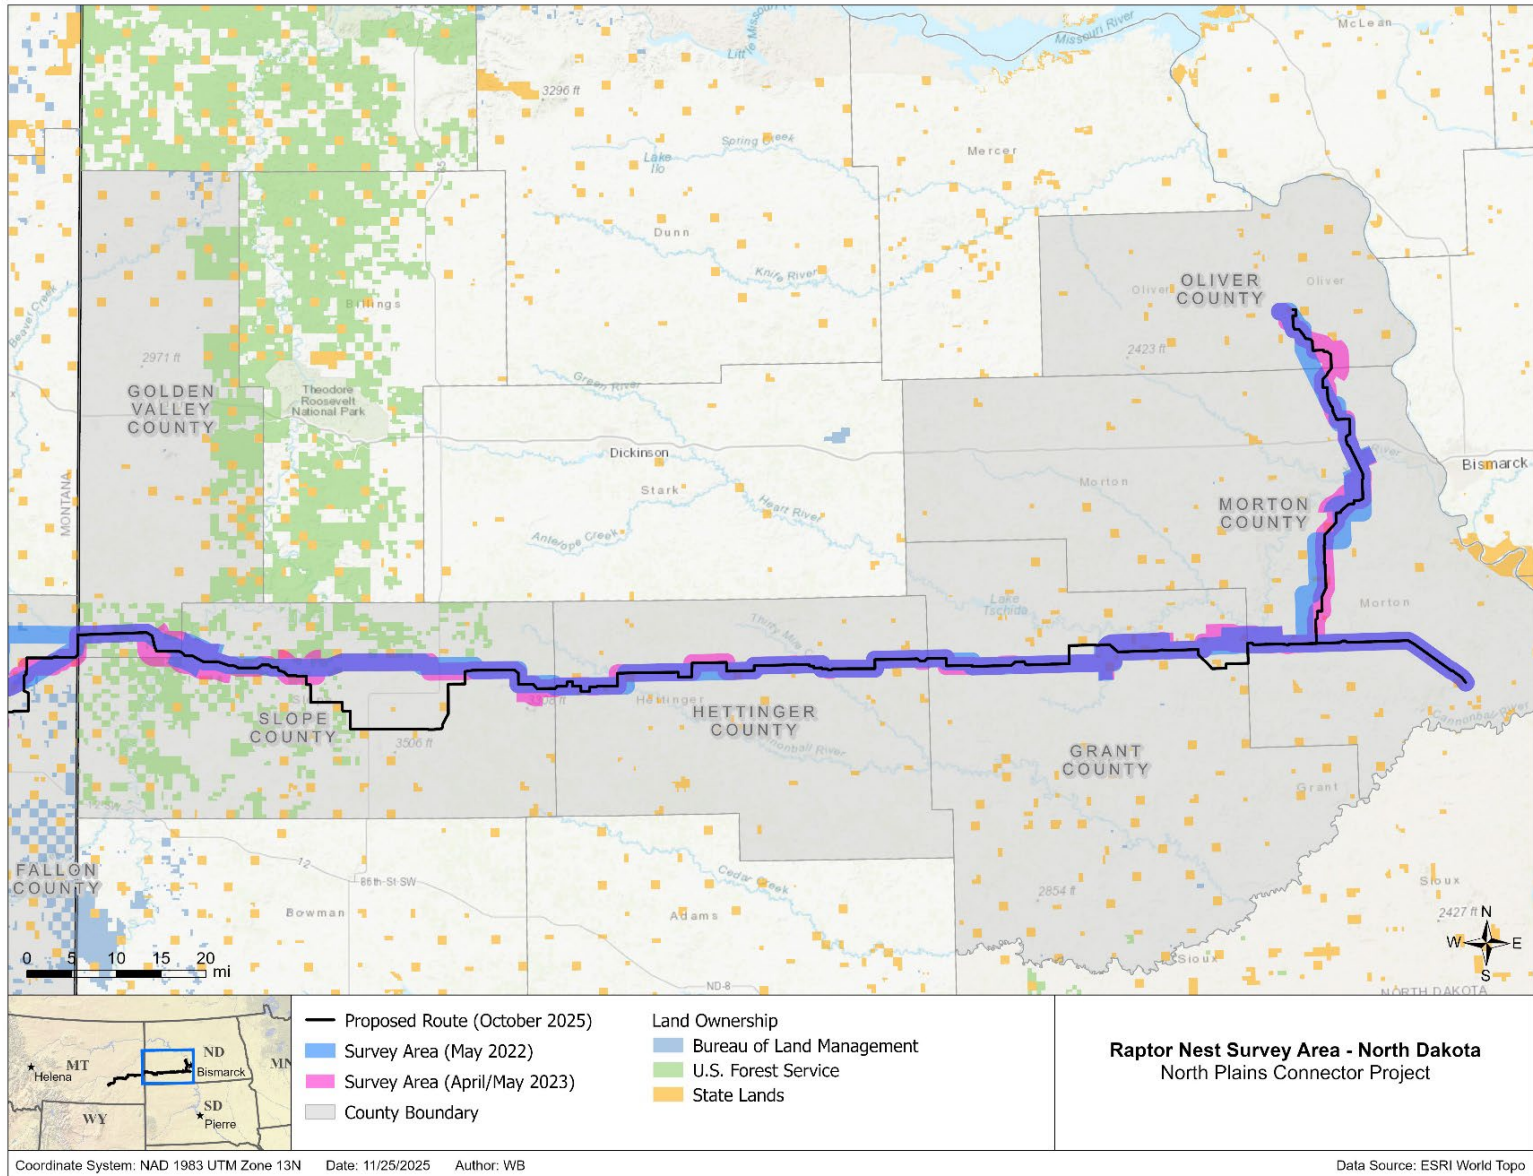 McLean
Missouri River
3296 ft
Spring Creek
Lake
Ilo
Mercer
Dunn
Knife River
OLIVER
COUNTY
Oliver
Oliver
Beaver Creek
Billings
2971 ft
2423 ft
Green River
GOLDEN
VALLEY
COUNTY
Theodore
Roosevelt
National Park
Dickinson
Stark
Heart River
Antelope Creek
River
Bismarck
Morton
MORTON
COUNTY
MONTANA
Lake
Tschida
Morton
Slope
SLOPE
COUNTY
3506 ft
Hettinger
HETTINGER
COUNTY
Cannonball River
Cannonball River
GRANT
COUNTY
Grant
FALLON
COUNTY
12
86th St SW
Bowman
Cedar Creek
Adams
2854 ft
Sioux
2427 ft
Sioux
ND-8
NORTH DAKOTA
N
W
E
S
0 5 10 15 20
mi
MT
Helena
ND
Bismarck
MN
WY
SD
Pierre
Proposed Route (October 2025)
Survey Area (May 2022)
Survey Area (April/May 2023)
County Boundary
Land Ownership
Bureau of Land Management
U.S. Forest Service
State Lands
Raptor Nest Survey Area - North Dakota
North Plains Connector Project
Coordinate System: NAD 1983 UTM Zone 13N Date: 11/25/2025 Author: WB
Data Source: ESRI World Topo